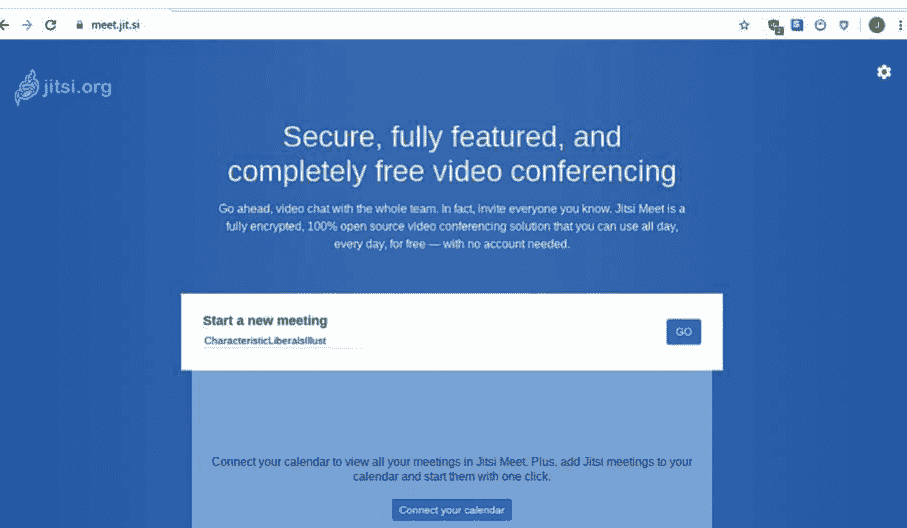 meet.jit.si
J
jitsi.org
Secure, fully featured, and
completely free video conferencing
Go ahead, video chat with the whole team. In fact, invite everyone you know. Jitsi Meet is a
fully encrypted, 100% open source video conferencing solution that you can use all day,
every day, for free — with no account needed.
Start a new meeting
CharacteristicLiberalsIllust
GO
Connect your calendar to view all your meetings in Jitsi Meet. Plus, add Jitsi meetings to your
calendar and start them with one click.
Connect your calendar